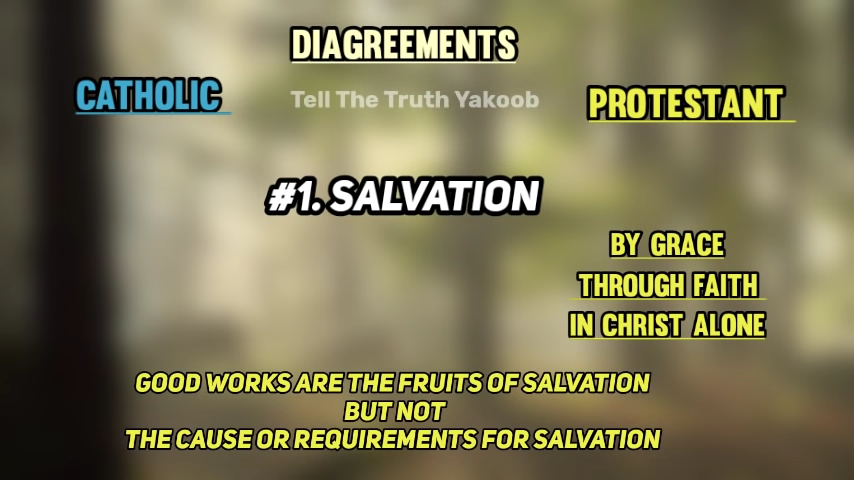 DIAGREEMENTS
CATHOLIC
Tell The Truth Yakoob
PROTESTANT
#1. SALVATION
BY GRACE
THROUGH FAITH
IN CHRIST ALONE
GOOD WORKS ARE THE FRUITS OF SALVATION
BUT NOT
THE CAUSE OR REQUIREMENTS FOR SALVATION